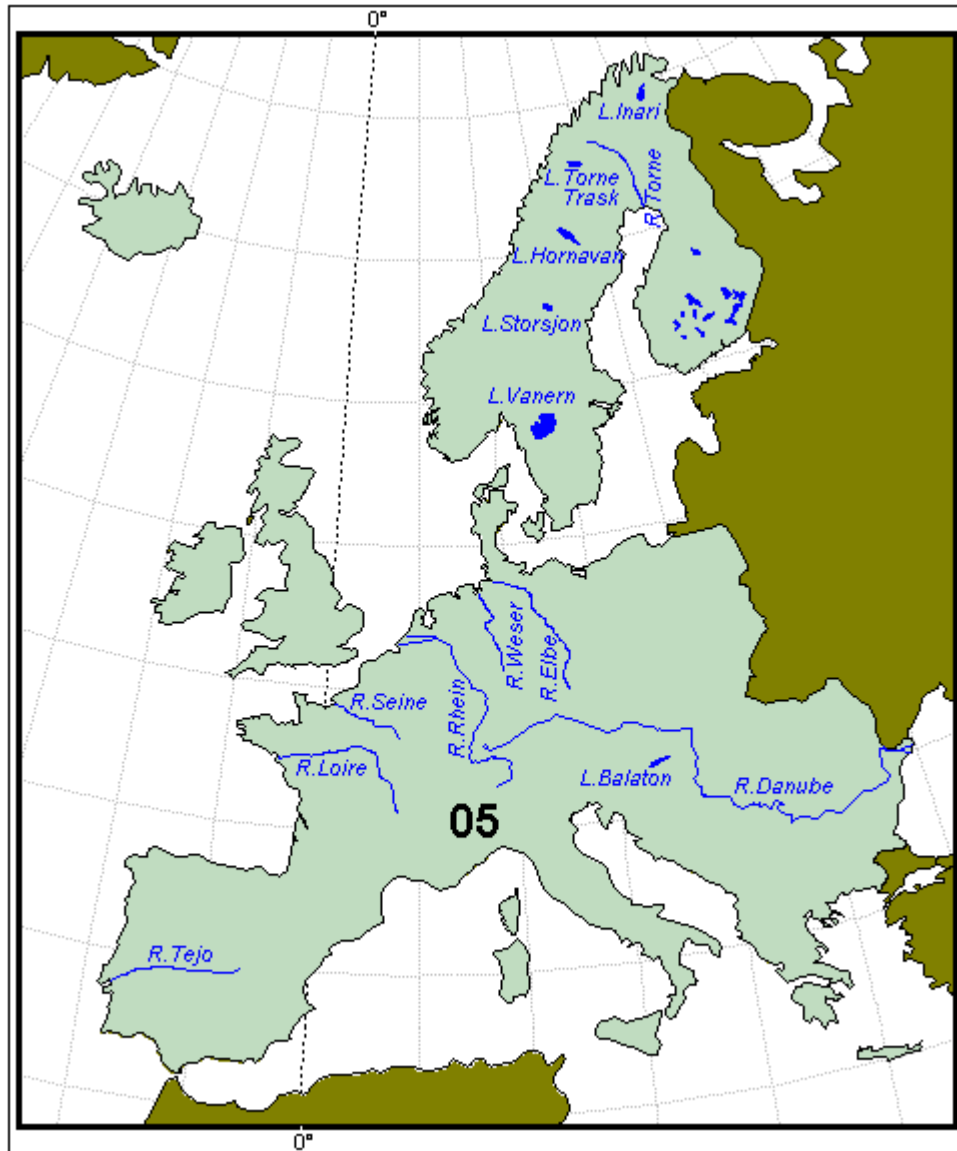 0°
L.Inari
L.Torne
Trask
R.Torne
L.Hornavan
L.Storsjon
L.Vanern
R.Weser
R.Elbe
R.Seine
R.Rhein
R.Loire
L.Balaton
R.Danube
05
R.Tejo
0°